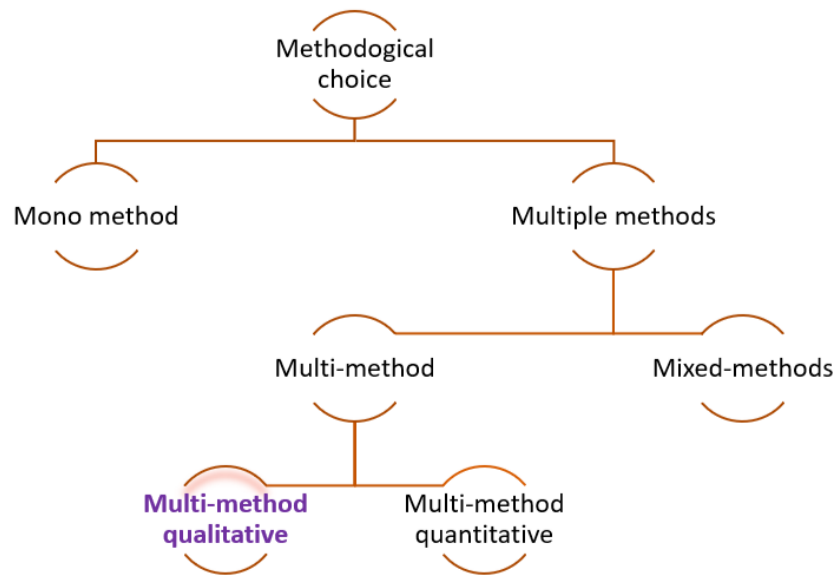 Methodogical
choice
Mono method
Multiple methods
Multi-method
Mixed-methods
Multi-method
qualitative
Multi-method
quantitative